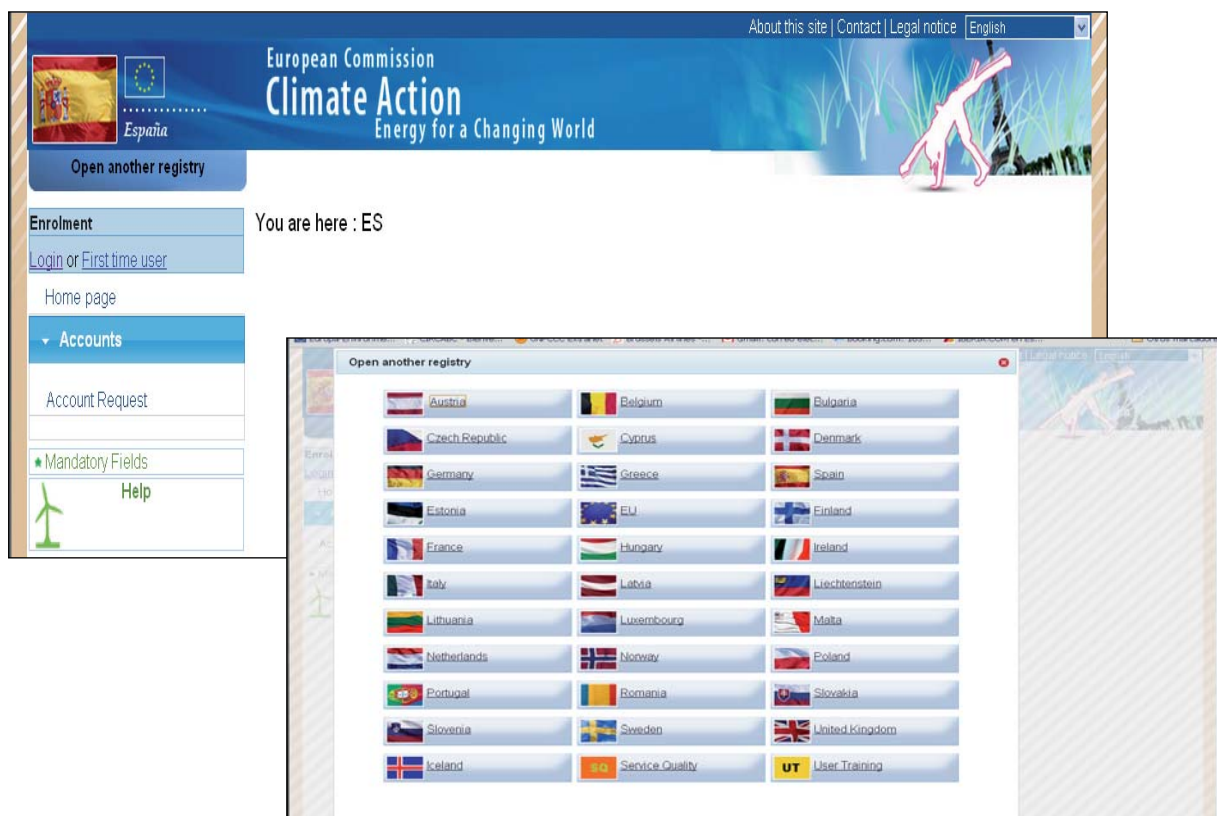 About this site | Contact | Legal notice English
European Commission
Climate Action
Energy for a Changing World
España
Open another registry
Enrolment
You are here : ES
Login or First time user
Home page
Accounts
Account Request
Mandatory Fields
Help
Open another registry
Austria Belgium Bulgaria
Czech Republic Cyprus Denmark
Germany Greece Spain
Estonia EU Finland
France Hungary Ireland
Italy Latvia Liechtenstein
Lithuania Luxembourg Malta
Netherlands Norway Poland
Portugal Romania Slovakia
Slovenia Sweden United Kingdom
Iceland SQ Service Quality UT User Training